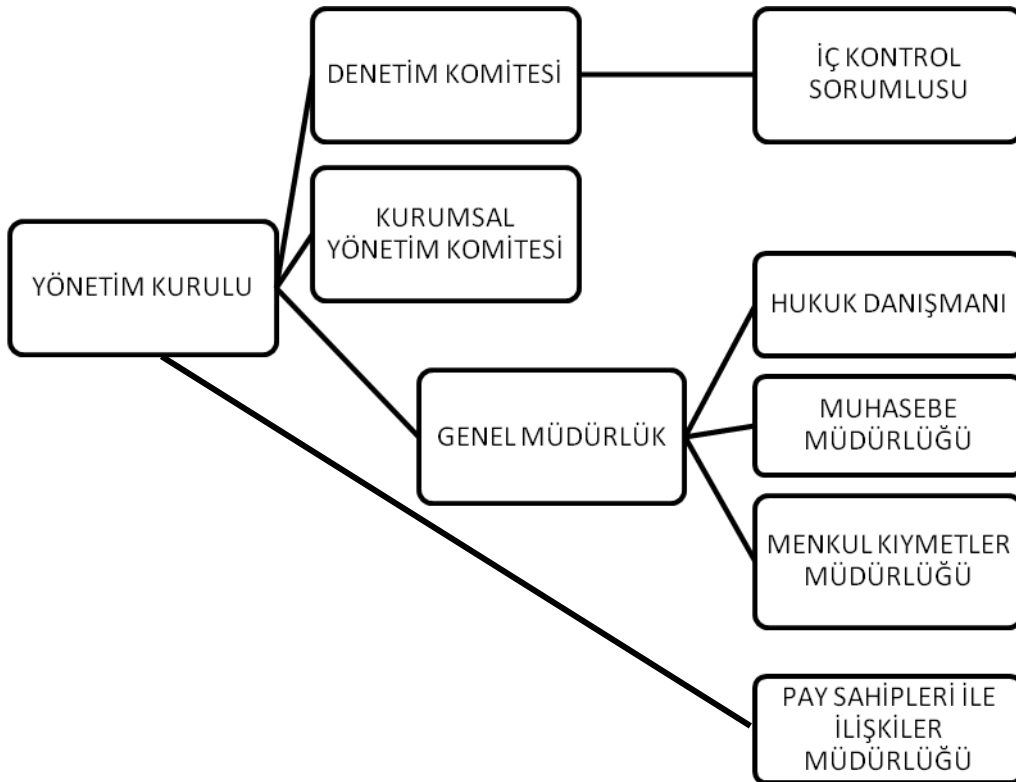 DENETİM KOMİTESİ
İÇ KONTROL
SORUMLUSU
KURUMSAL
YÖNETİM KOMİTESİ
YÖNETİM KURULU
HUKUK DANIŞMANI
GENEL MÜDÜRLÜK
MUHASEBE
MÜDÜRLÜĞÜ
MENKUL KIYMETLER
MÜDÜRLÜĞÜ
PAY SAHİPLERİ İLE
İLİŞKİLER
MÜDÜRLÜĞÜ